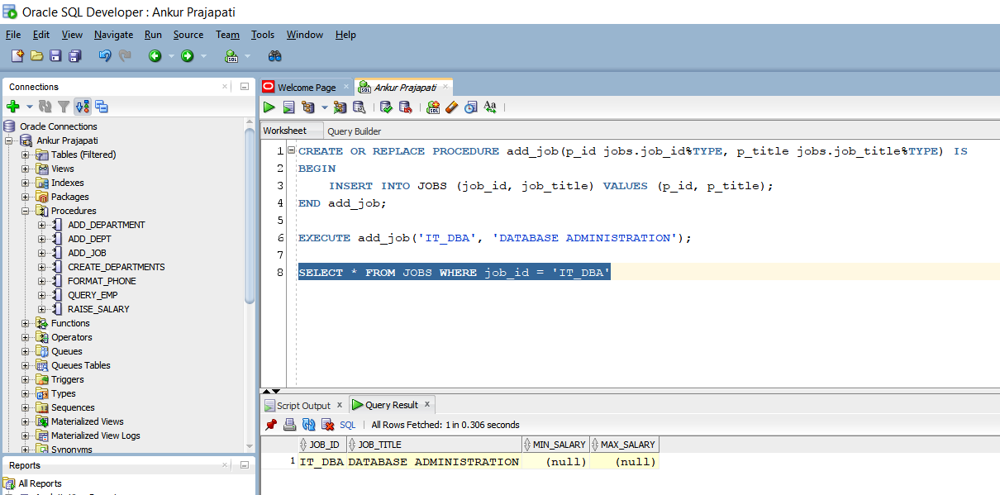 Oracle SQL Developer : Ankur Prajapati
File Edit View Navigate Run Source Team Tools Window Help
Connections
Oracle Connections
Ankur Prajapati
Tables (Filtered)
Views
Indexes
Packages
Procedures
ADD_DEPARTMENT
ADD_DEPT
ADD_JOB
CREATE_DEPARTMENTS
FORMAT_PHONE
QUERY_EMP
RAISE_SALARY
Functions
Operators
Queues
Queues Tables
Triggers
Types
Sequences
Materialized Views
Materialized View Logs
Synonyms
Reports
All Reports
Welcome Page Ankur Prajapati
Worksheet Query Builder
1 CREATE OR REPLACE PROCEDURE add_job(p_id jobs.job_id%TYPE, p_title jobs.job_title%TYPE) IS
2 BEGIN
3 INSERT INTO JOBS (job_id, job_title) VALUES (p_id, p_title);
4 END add_job;
5
6 EXECUTE add_job('IT_DBA', 'DATABASE ADMINISTRATION');
7
8 SELECT * FROM JOBS WHERE job_id = 'IT_DBA'
Script Output x Query Result x
SQL | All Rows Fetched: 1 in 0.306 seconds
JOB_ID JOB_TITLE MIN_SALARY MAX_SALARY
1 IT_DBA DATABASE ADMINISTRATION (null) (null)